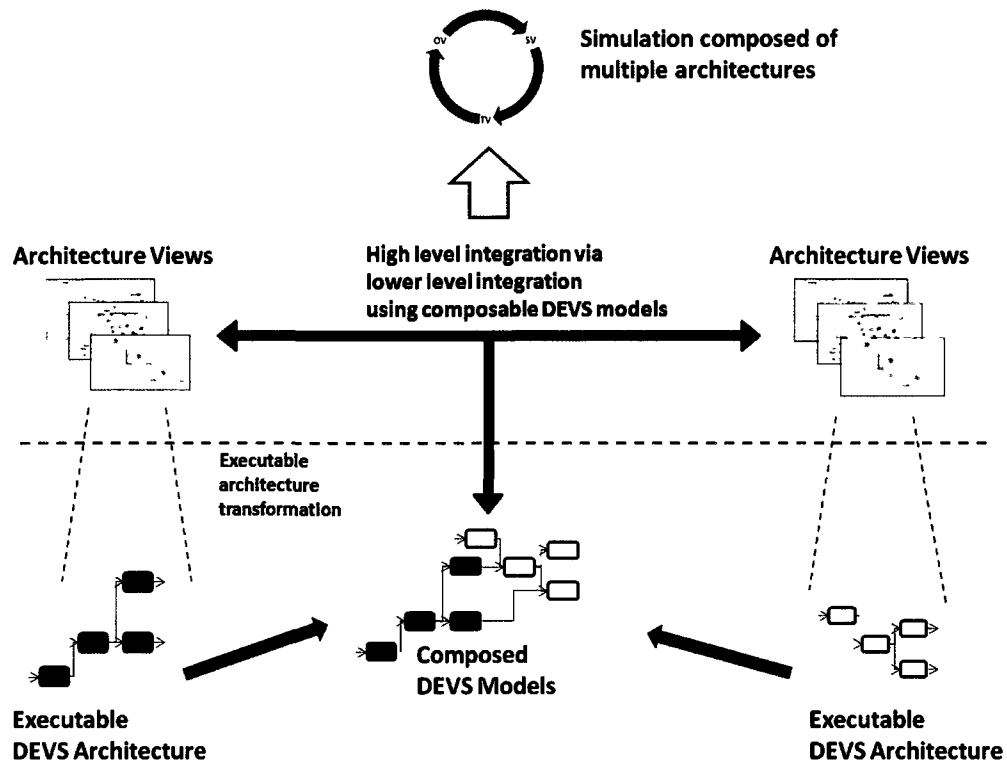 OV
SV
TV
Simulation composed of
multiple architectures
Architecture Views
High level integration via
lower level integration
using composable DEVS models
Architecture Views
Executable
architecture
transformation
Composed
DEVS Models
Executable
DEVS Architecture
Executable
DEVS Architecture